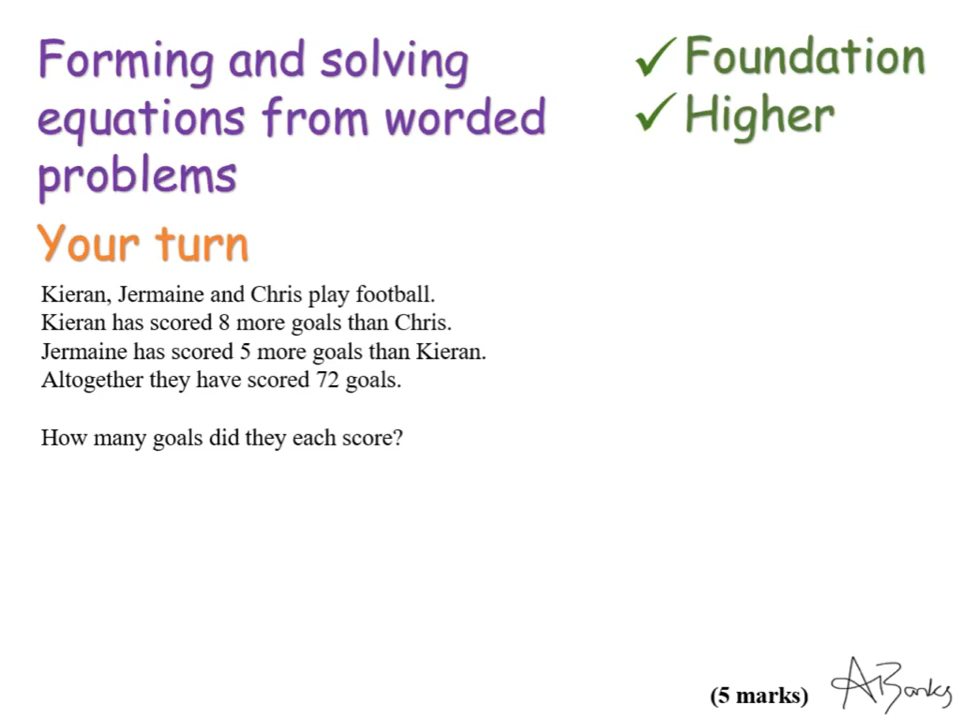 Forming and solving
equations from worded
problems
✓ Foundation
✓ Higher
Your turn
Kieran, Jermaine and Chris play football.
Kieran has scored 8 more goals than Chris.
Jermaine has scored 5 more goals than Kieran.
Altogether they have scored 72 goals.
How many goals did they each score?
(5 marks)
ABanks